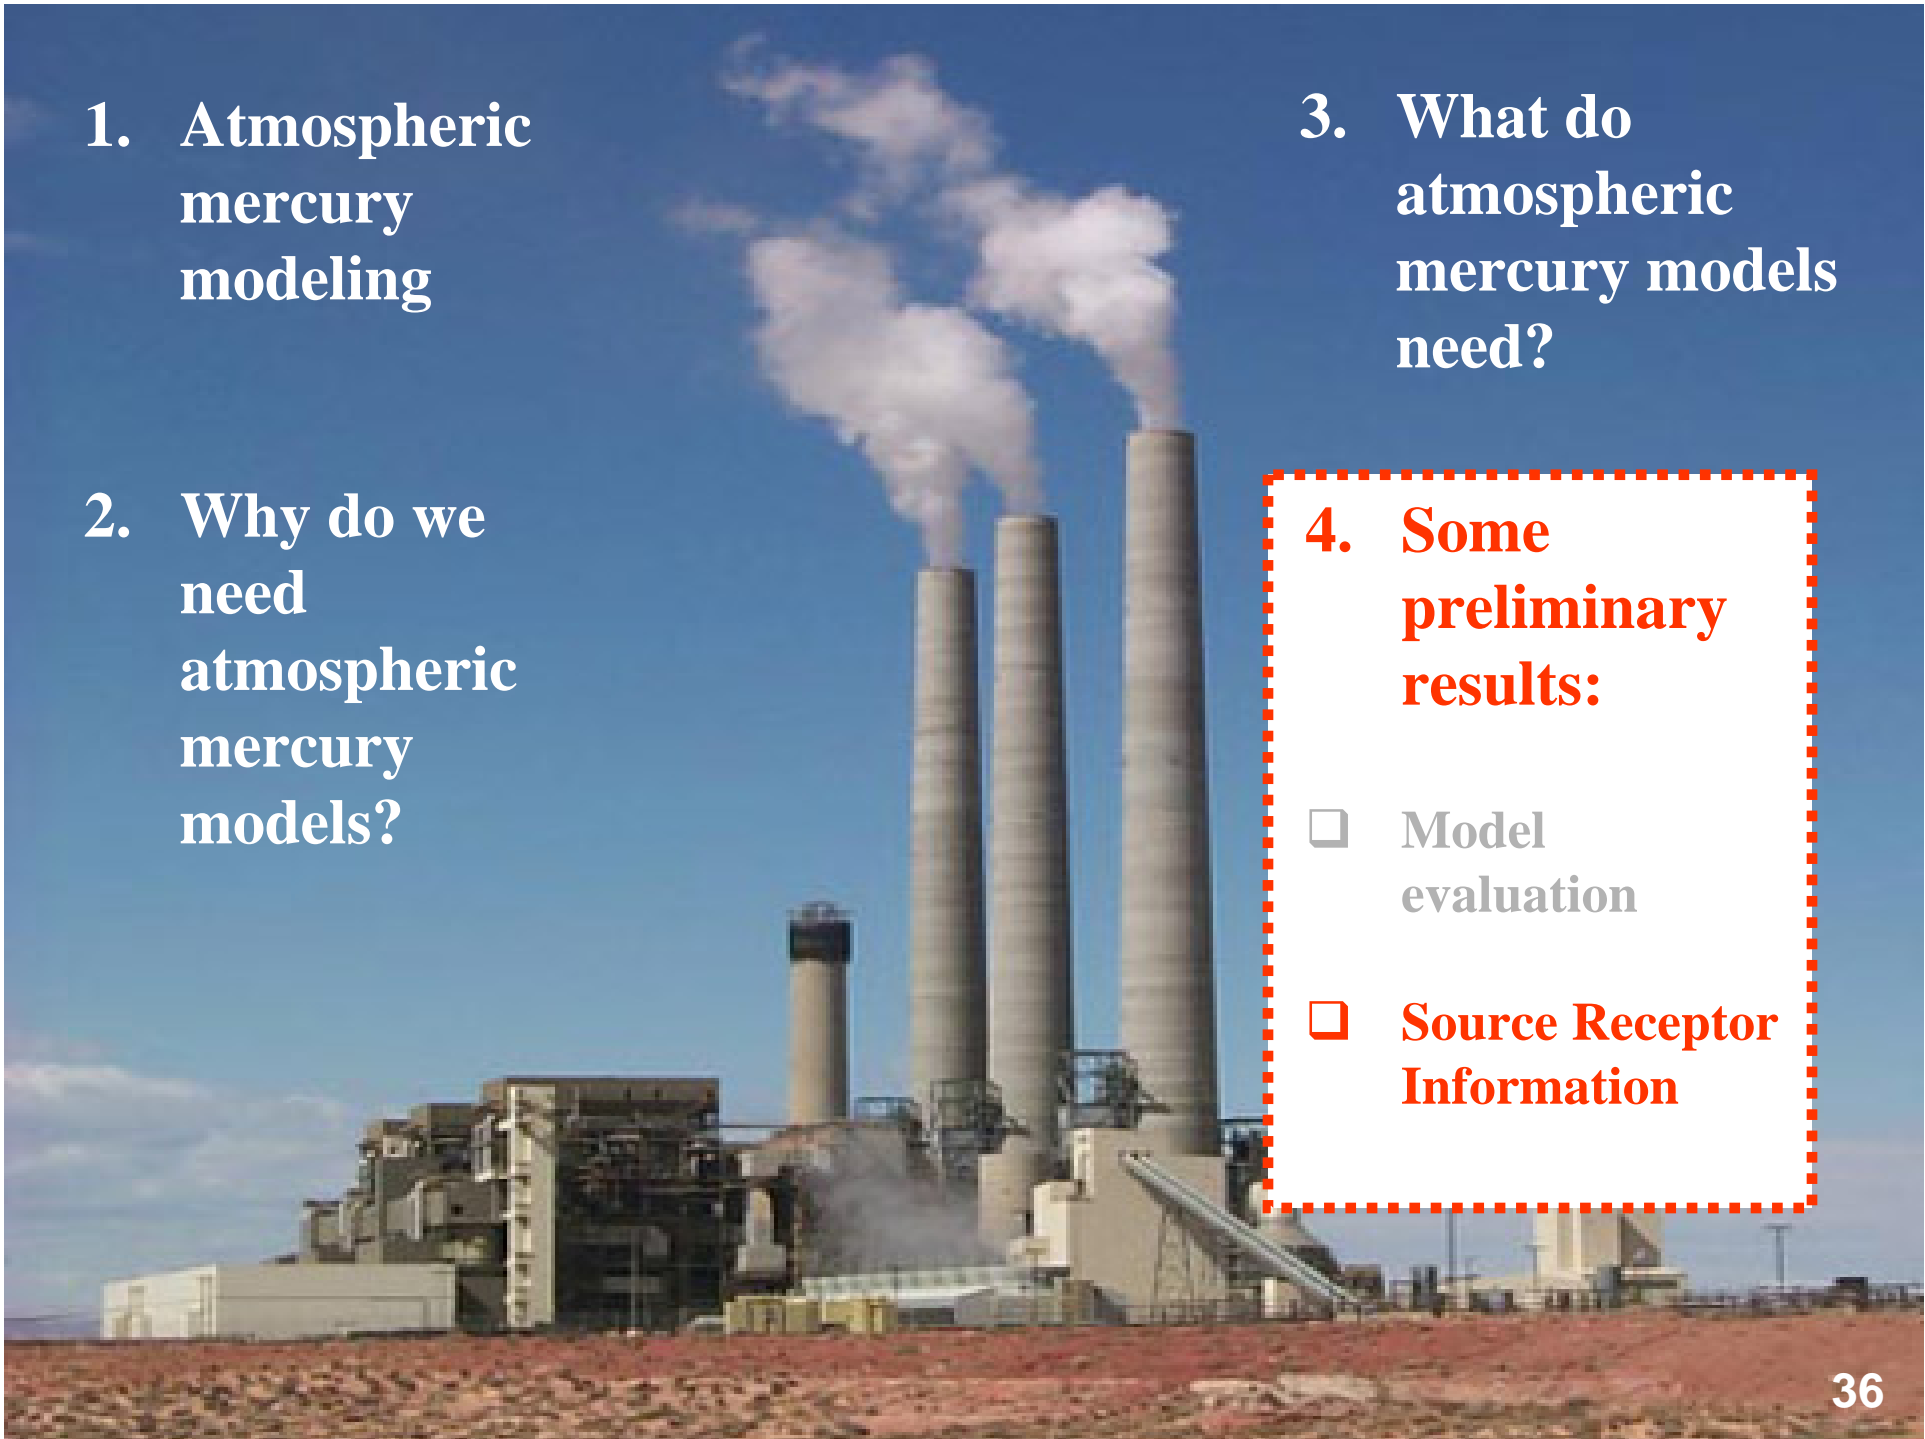 1. Atmospheric
mercury
modeling
2. Why do we
need
atmospheric
mercury
models?
3. What do
atmospheric
mercury models
need?
4. Some
preliminary
results:
❑ Model
evaluation
❑ Source Receptor
Information
36